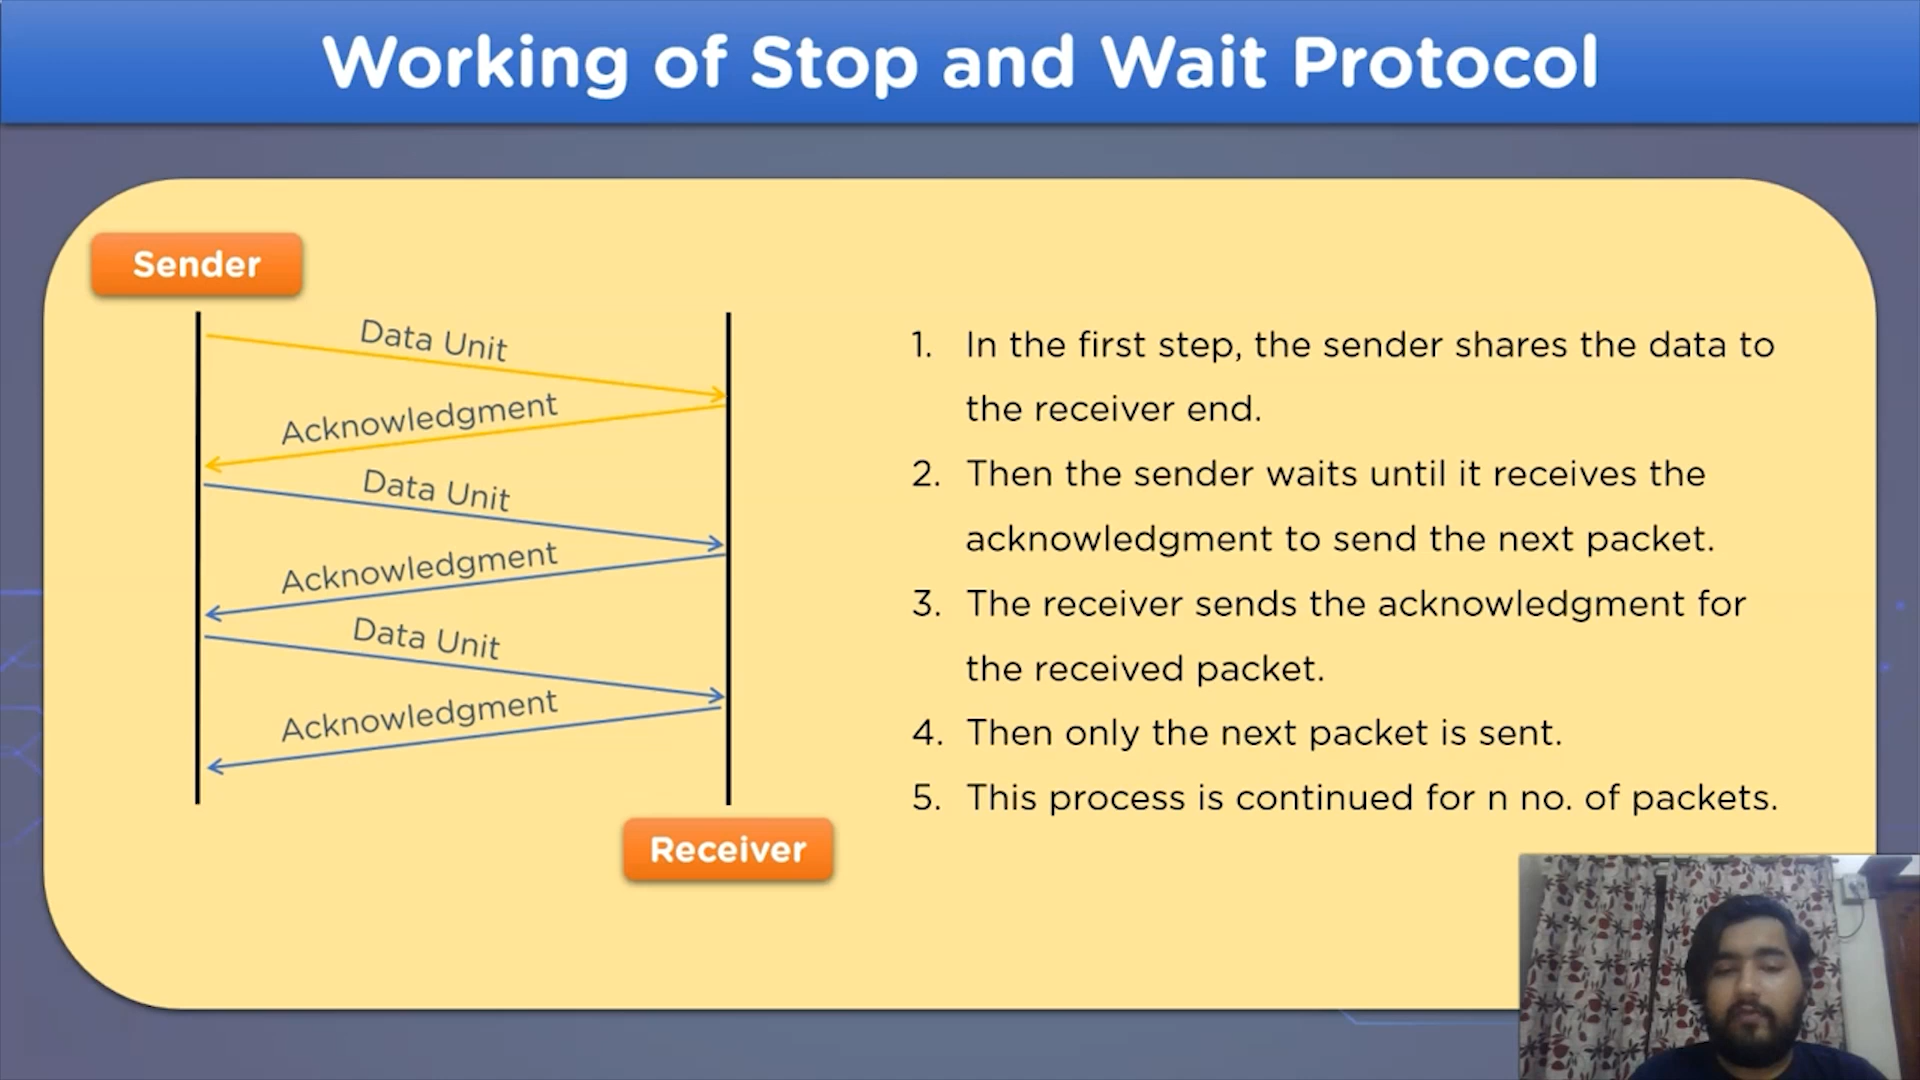 Working of Stop and Wait Protocol
Sender
Data Unit
Acknowledgment
Data Unit
Acknowledgment
Data Unit
Acknowledgment
Receiver
1. In the first step, the sender shares the data to
the receiver end.
2. Then the sender waits until it receives the
acknowledgment to send the next packet.
3. The receiver sends the acknowledgment for
the received packet.
4. Then only the next packet is sent.
5. This process is continued for n no. of packets.